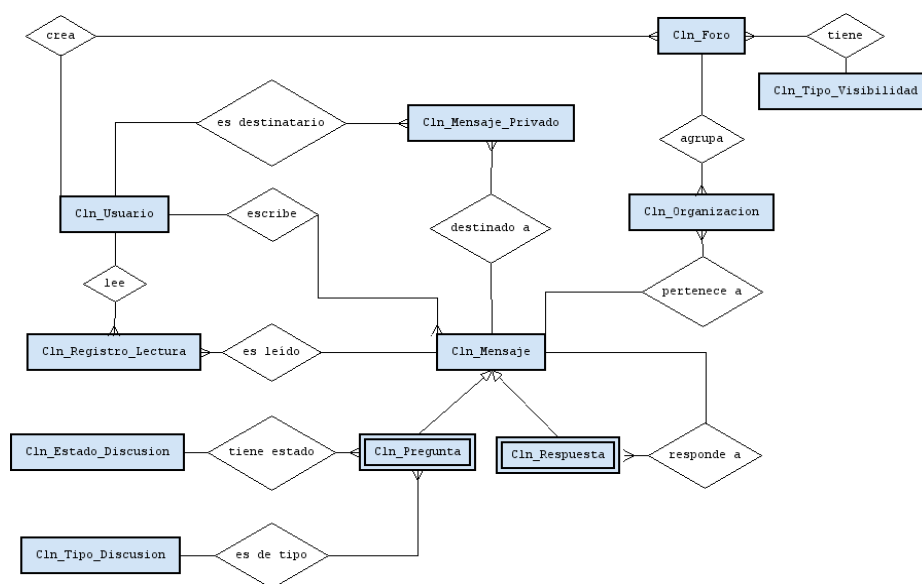 crea
Cln_Foro
tiene
Cln_Tipo_Visibilidad
es destinatario
Cln_Mensaje_Privado
agrupa
Cln_Usuario
escribe
destinado a
Cln_Organizacion
lee
pertenece a
Cln_Registro_Lectura
es leído
Cln_Mensaje
Cln_Estado_Discusion
tiene estado
Cln_Pregunta
Cln_Respuesta
responde a
Cln_Tipo_Discusion
es de tipo